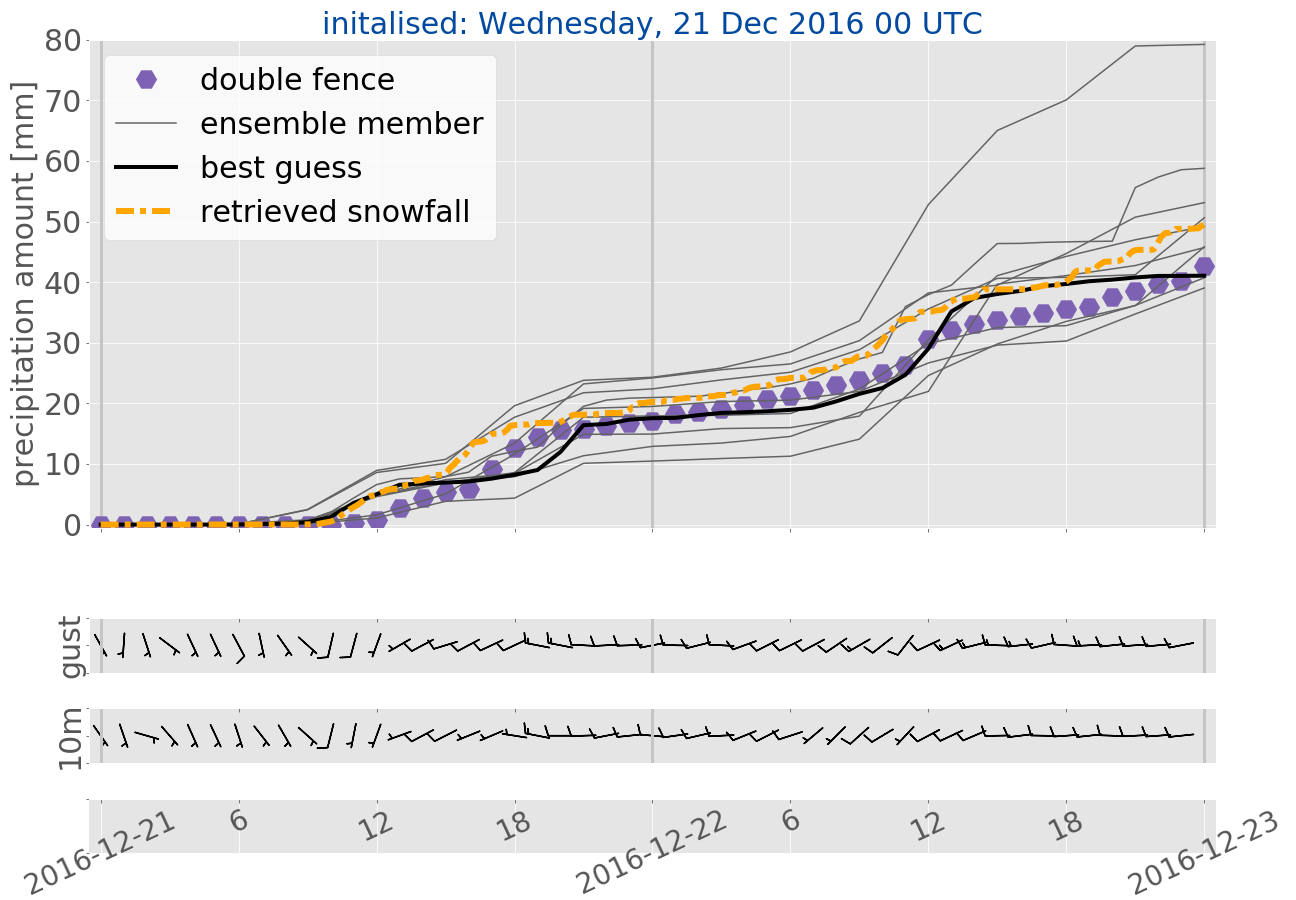 initalised: Wednesday, 21 Dec 2016 00 UTC
precipitation amount [mm]
80
70
60
50
40
30
20
10
0
double fence
ensemble member
best guess
retrieved snowfall
gust
10m
2016-12-21
6
12
18
2016-12-22
6
12
18
2016-12-23